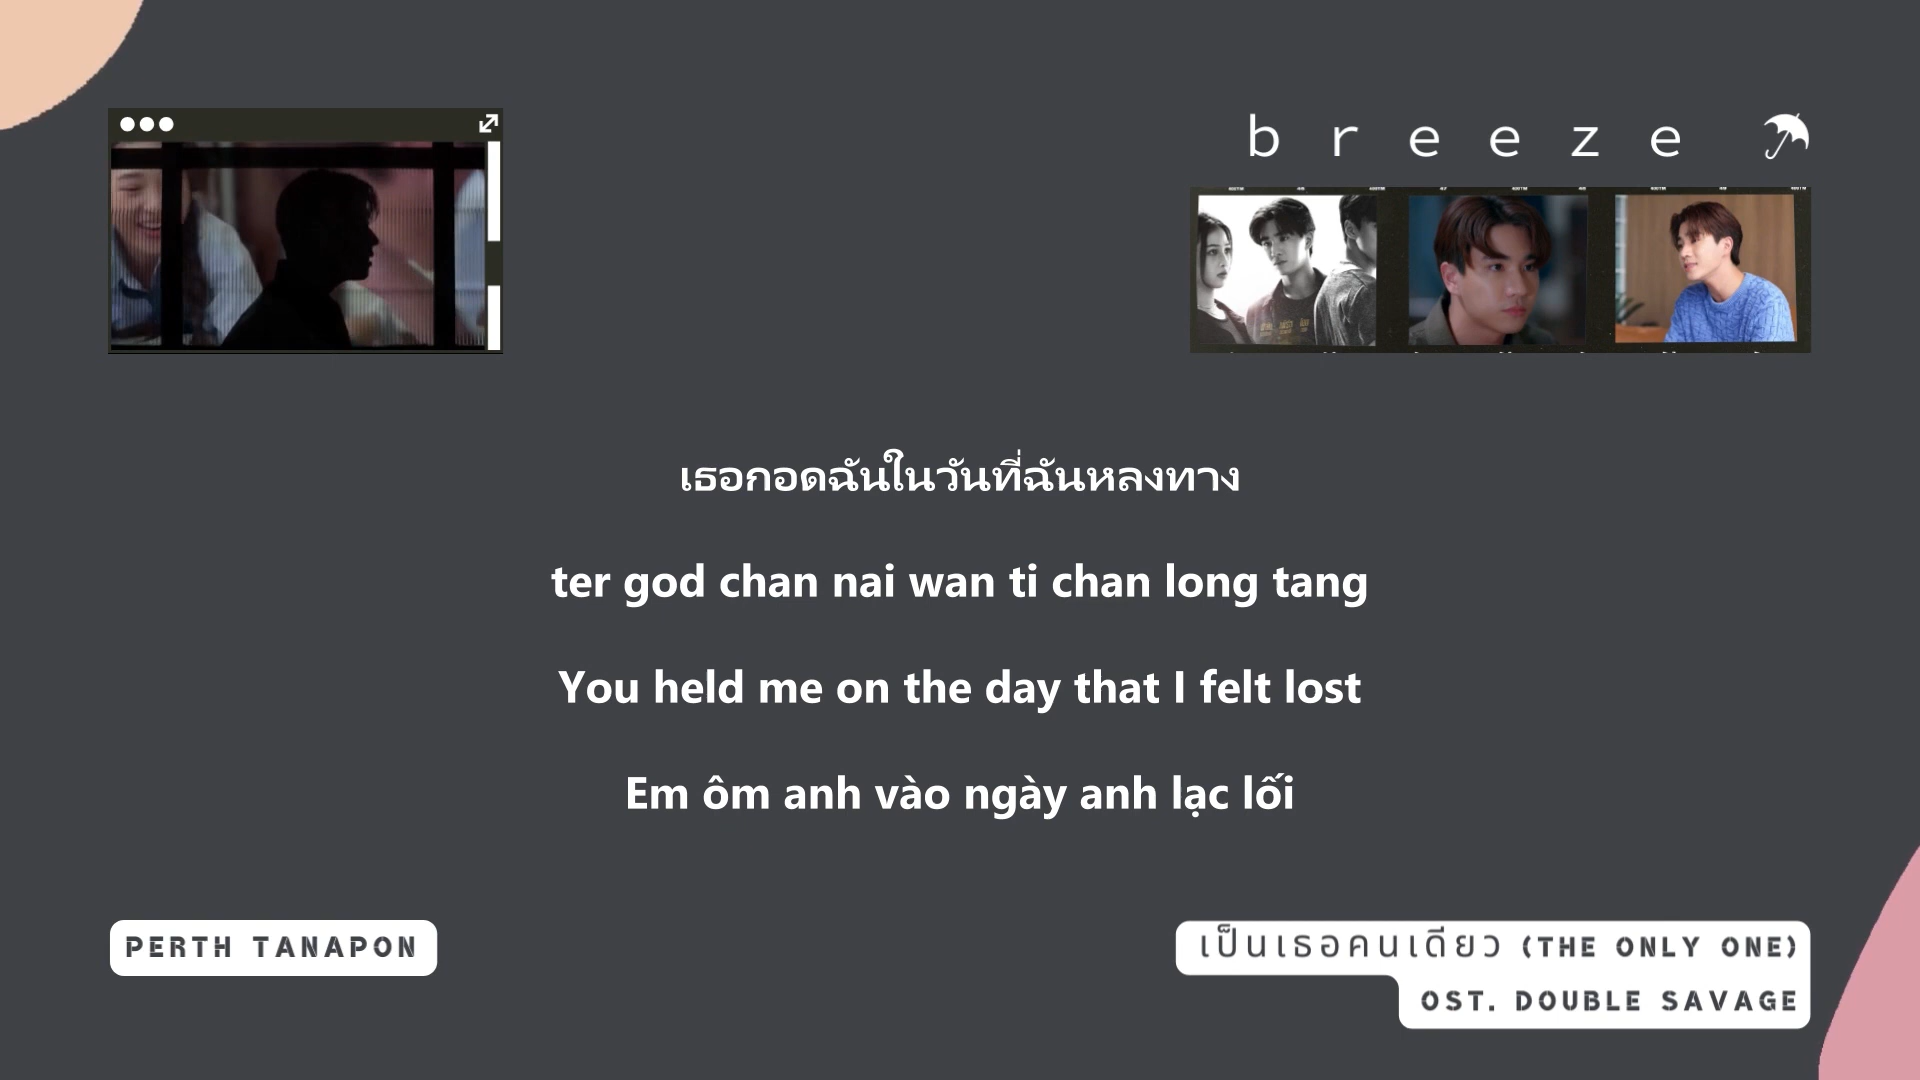 breeze
เธอกอดฉันในวันที่ฉันหลงทาง
ter god chan nai wan ti chan long tang
You held me on the day that I felt lost
Em ôm anh vào ngày anh lạc lối
PERTH TANAPON
เป็นเธอคนเดียว (THE ONLY ONE)
OST. DOUBLE SAVAGE